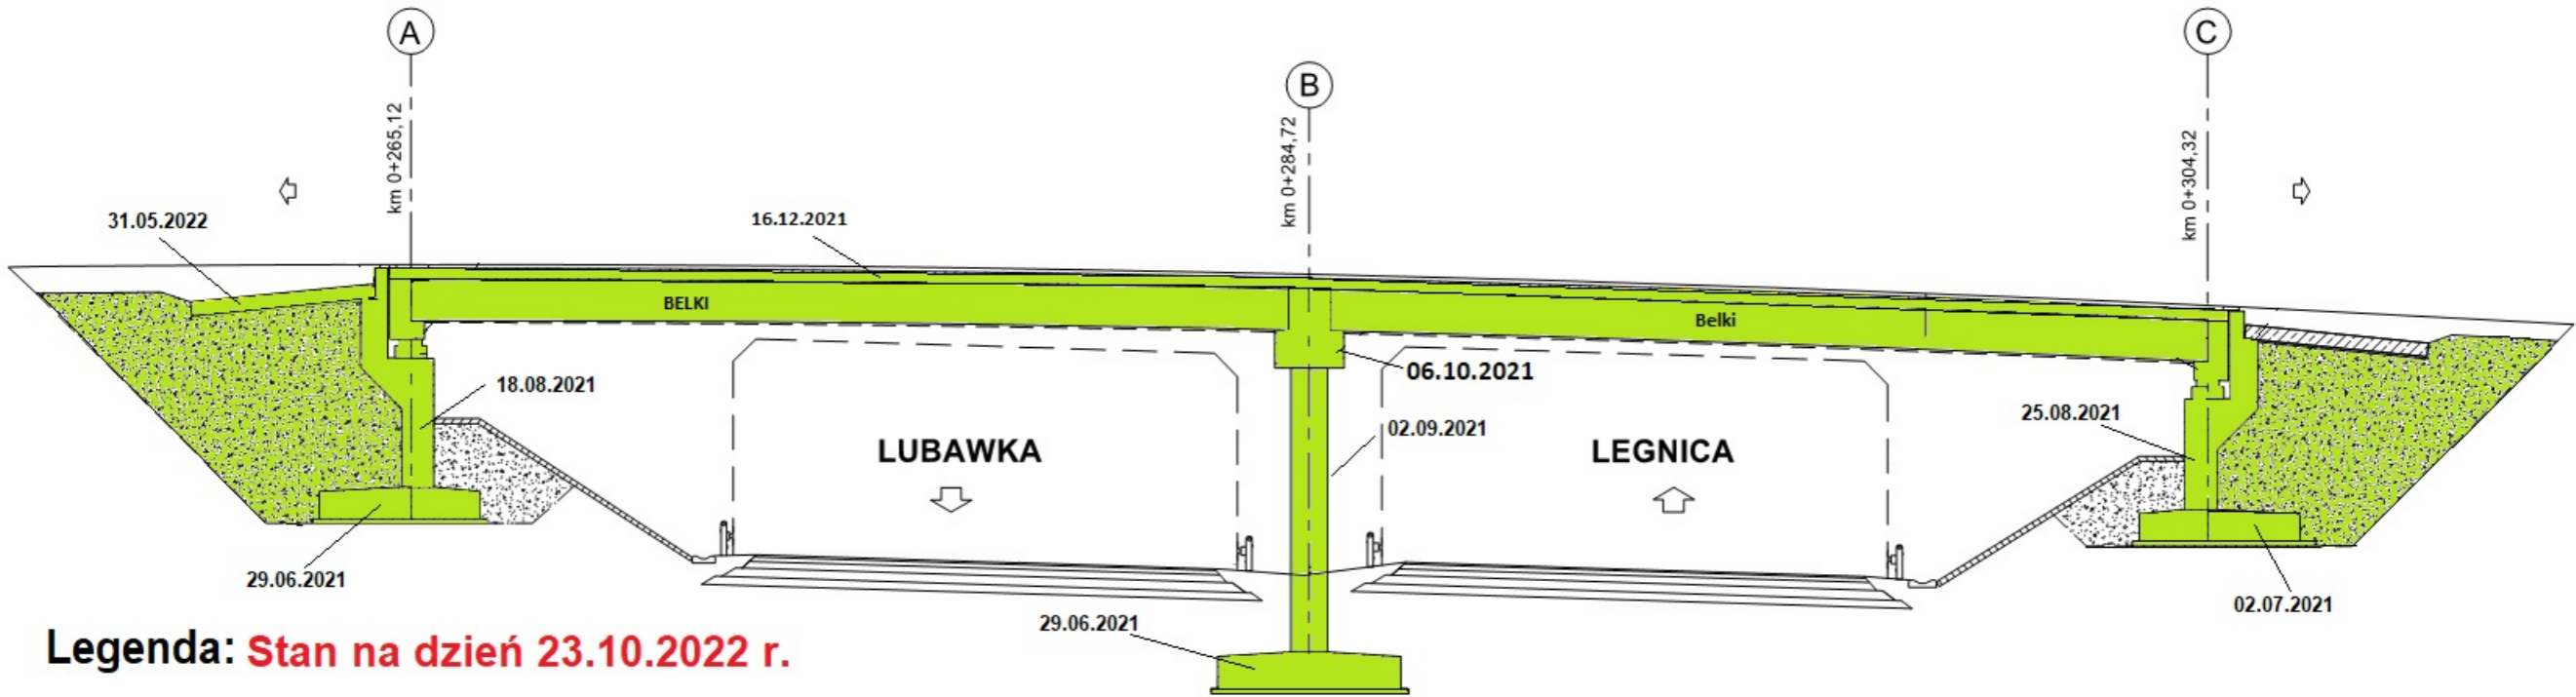 A
B
C
km 0+265,12
km 0+284,72
km 0+304,32
31.05.2022
16.12.2021
BELKI
Belki
18.08.2021
06.10.2021
02.09.2021
25.08.2021
LUBAWKA
LEGNICA
29.06.2021
29.06.2021
02.07.2021
Legenda: Stan na dzień 23.10.2022 r.